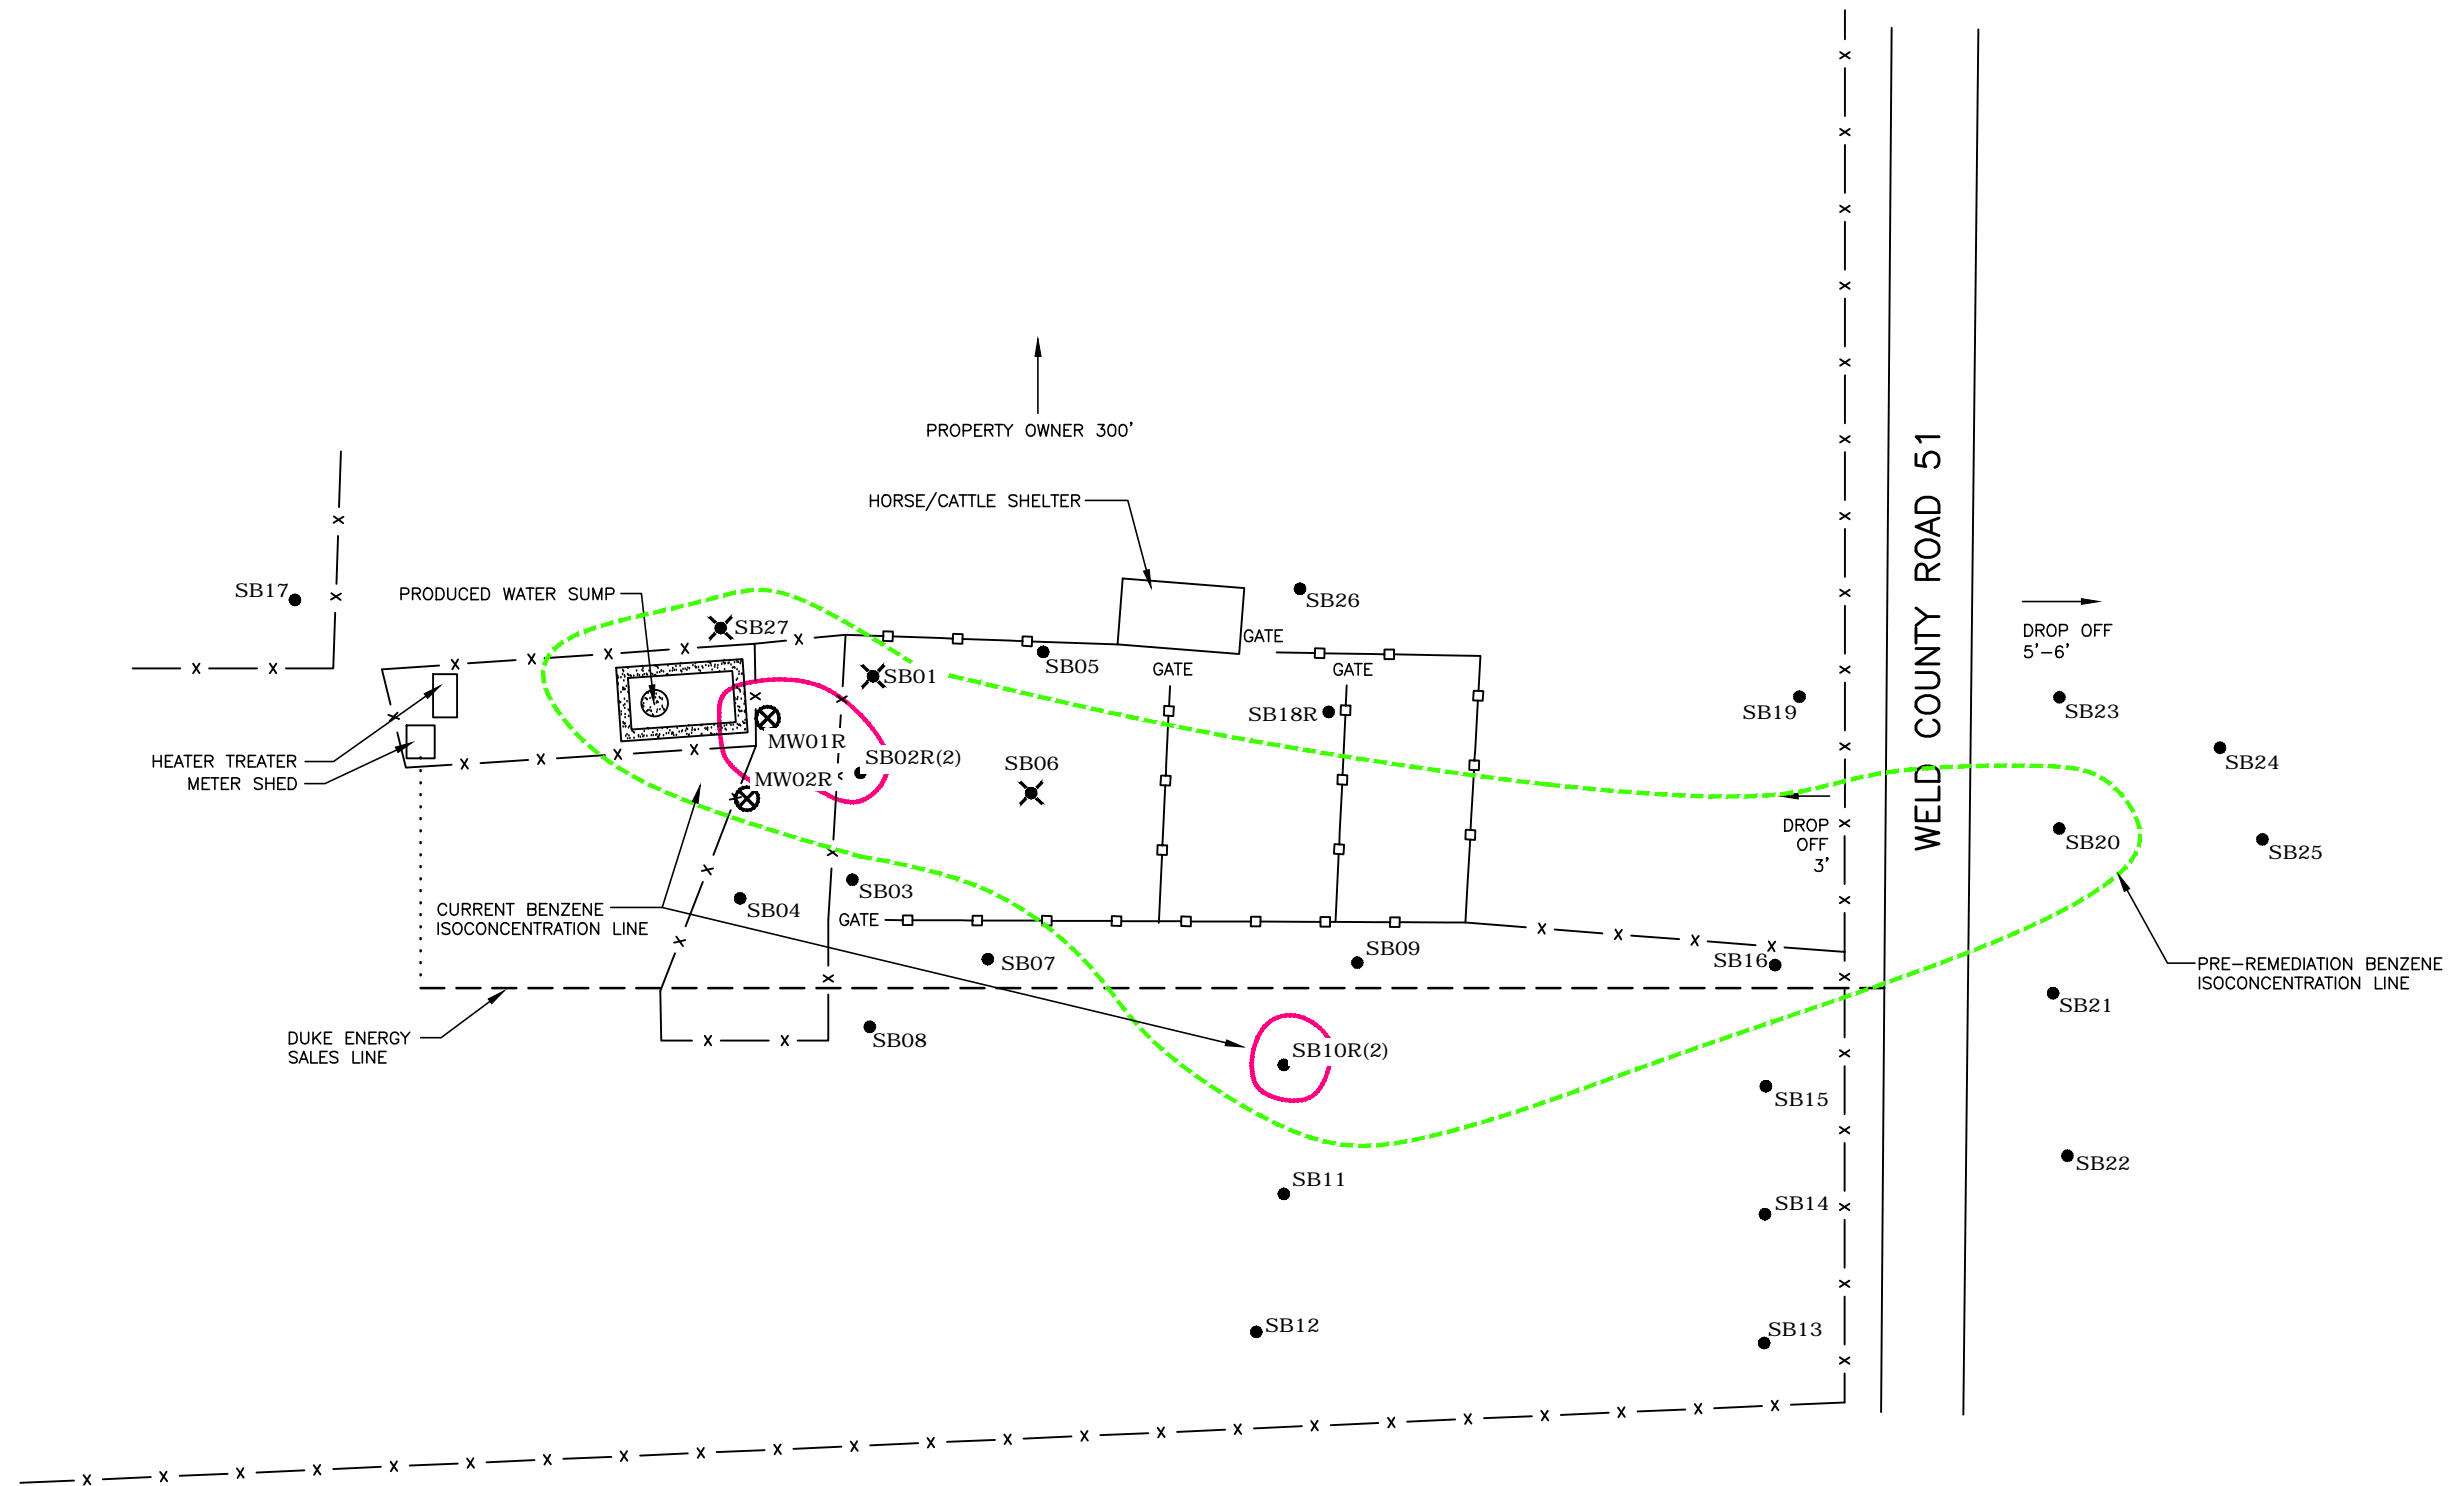 PROPERTY OWNER 300'
HORSE/CATTLE SHELTER
WELD COUNTY ROAD 51
SB17
PRODUCED WATER SUMP
SB26
SB27
GATE
DROP OFF
5'-6'
SB05
GATE
GATE
SB01
SB18R
SB19
SB23
MW01R
SB02R(2)
SB24
HEATER TREATER
METER SHED
MW02R
SB06
DROP
OFF
3'
SB20
SB25
SB03
SB04
CURRENT BENZENE
ISOCONCENTRATION LINE
GATE
SB09
SB07
SB16
PRE-REMEDIATION BENZENE
ISOCONCENTRATION LINE
SB21
DUKE ENERGY
SALES LINE
SB08
SB10R(2)
SB15
SB22
SB11
SB14
SB12
SB13